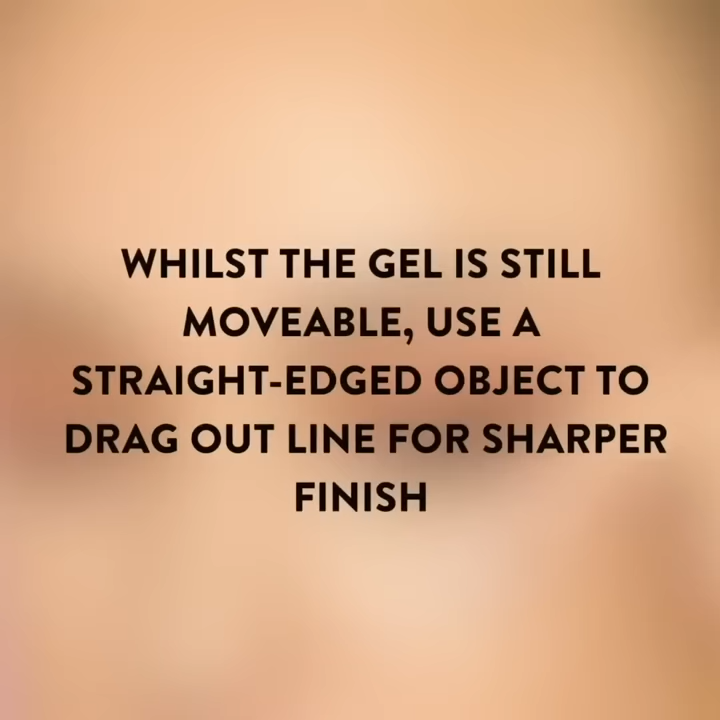 WHILST THE GEL IS STILL
MOVEABLE, USE A
STRAIGHT-EDGED OBJECT TO
DRAG OUT LINE FOR SHARPER
FINISH